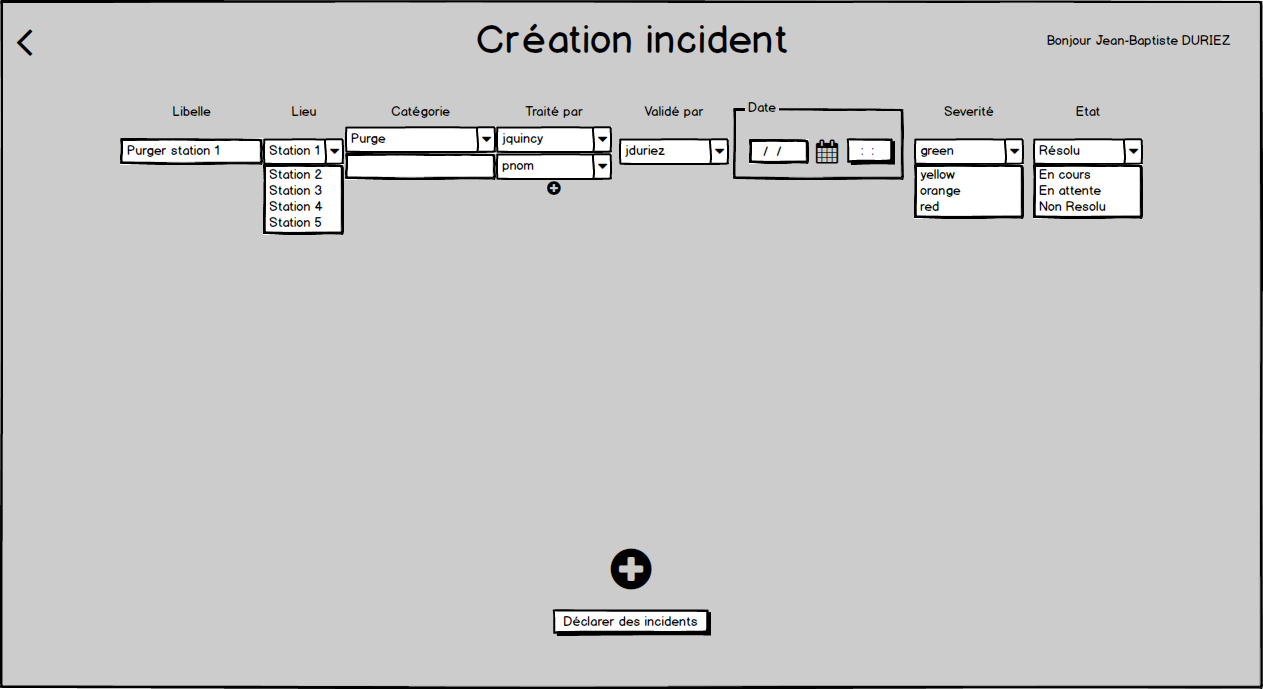 Création incident
Bonjour Jean-Baptiste DURIEZ
Libelle
Lieu
Catégorie
Traité par
Validé par
Date
Severité
Etat
Purger station 1
Station 1
Station 2
Station 3
Station 4
Station 5
Purge
jquincy
pnom
jduriez
/ /
: :
green
yellow
orange
red
Résolu
En cours
En attente
Non Resolu
Déclarer des incidents